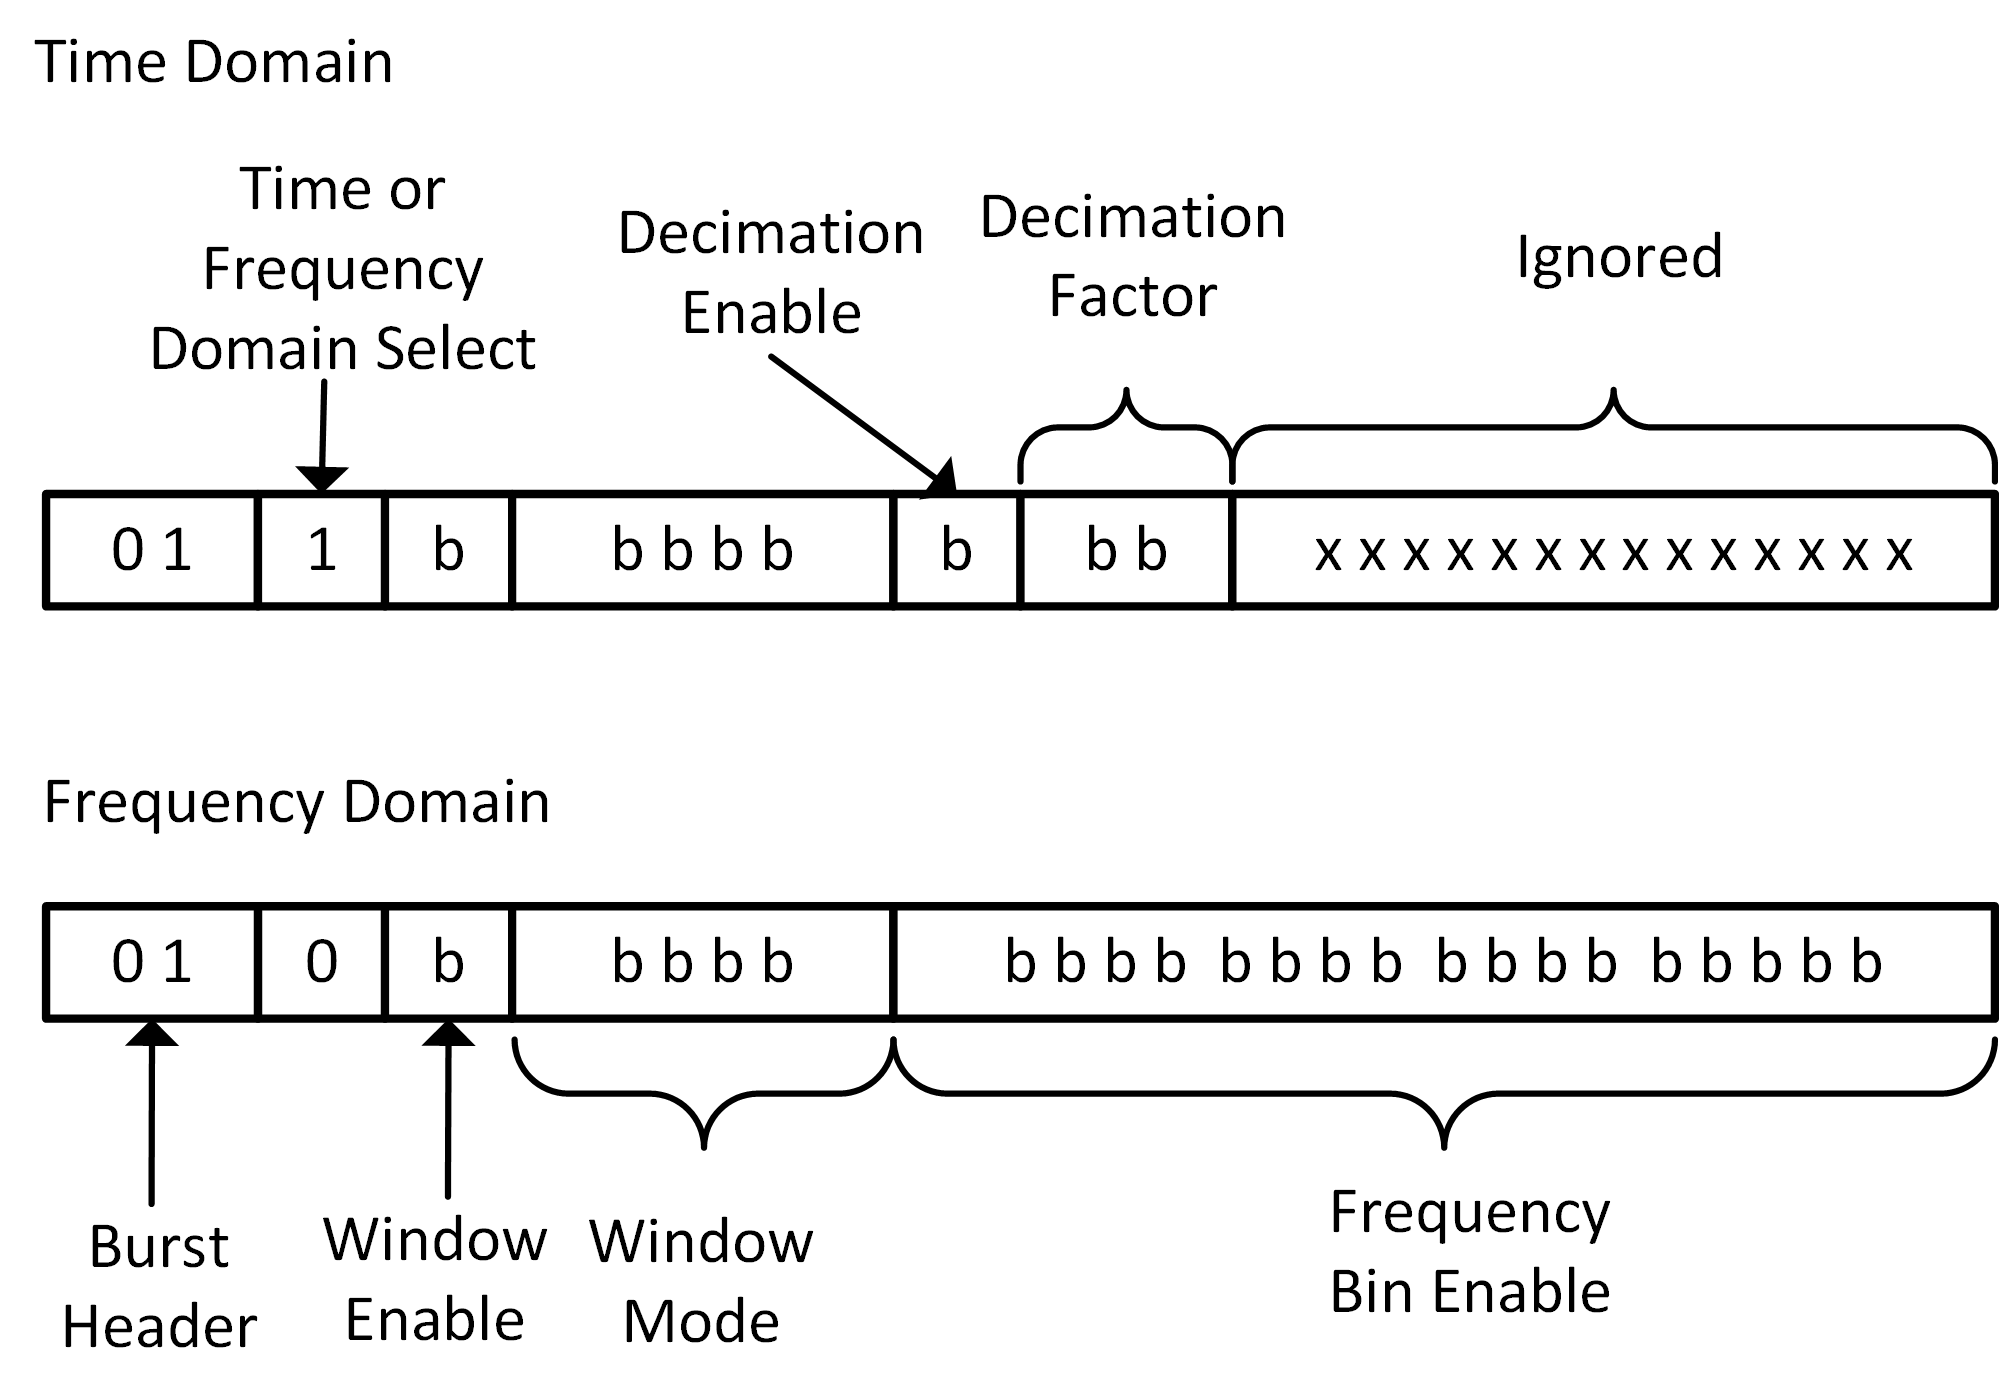 Time Domain
Time or
Frequency
Domain Select
Decimation
Enable
Decimation
Factor
Ignored
0 1 1 b b b b b b b b x x x x x x x x x x x x x x
Frequency Domain
0 1 0 b b b b b b b b b b b b b b b b b b b b b b
Burst
Header
Window
Enable
Window
Mode
Frequency
Bin Enable